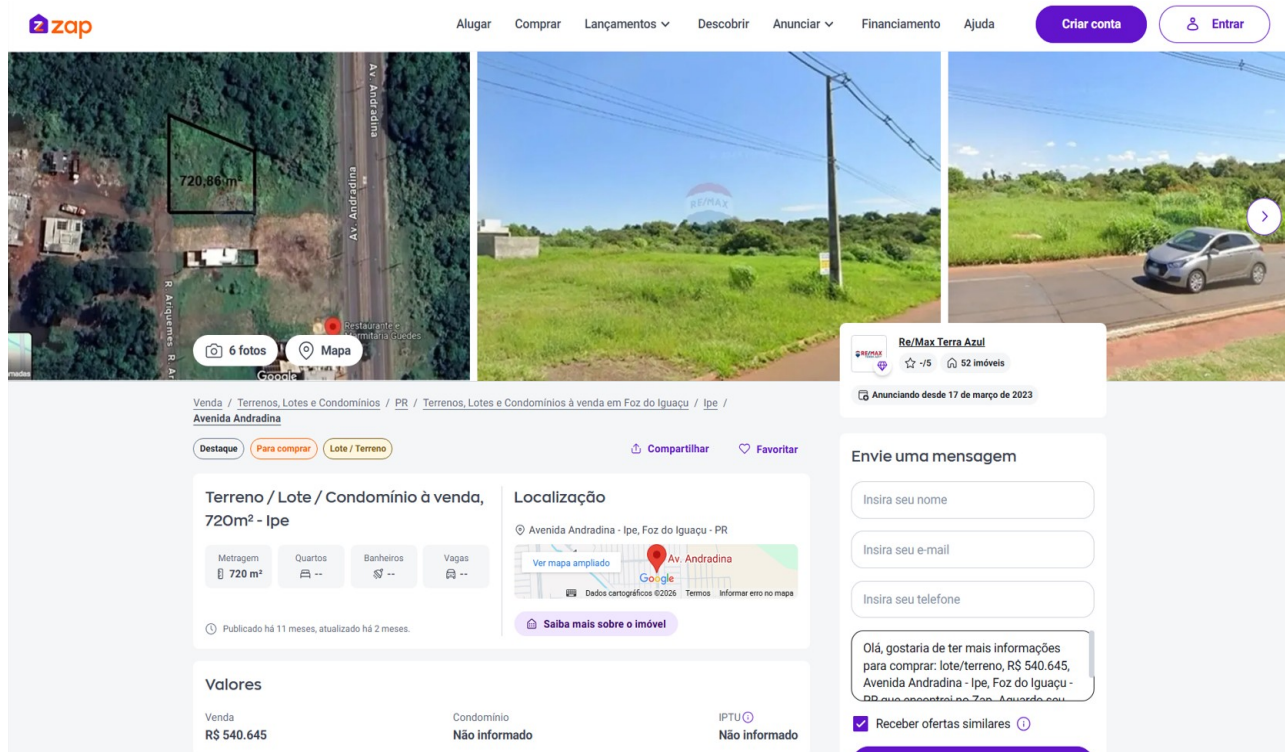 zap
Alugar Comprar Lançamentos Descobrir Anunciar Financiamento Ajuda Criar conta Entrar
Av. Andradina
720,86 m²
Av. Andradina
R. Ariquemes
Restaurante e
Marmitaria Guedes
Google
6 fotos Mapa
RE/MAX
Re/Max Terra Azul
-/5 52 imóveis
Anunciando desde 17 de março de 2023
Venda / Terrenos, Lotes e Condomínios / PR / Terrenos, Lotes e Condomínios à venda em Foz do Iguaçu / Ipe /
Avenida Andradina
Destaque Para comprar Lote / Terreno
Compartilhar Favoritar
Terreno / Lote / Condomínio à venda,
720m² - Ipe
Metragem Quartos Banheiros Vagas
720 m² -- -- --
Publicado há 11 meses, atualizado há 2 meses.
Localização
Avenida Andradina - Ipe, Foz do Iguaçu - PR
Ver mapa ampliado
Av. Andradina
Google
Dados cartográficos ©2026 Termos Informar erro no mapa
Saiba mais sobre o imóvel
Valores
Venda Condomínio IPTU
R$ 540.645 Não informado Não informado
Envie uma mensagem
Insira seu nome
Insira seu e-mail
Insira seu telefone
Olá, gostaria de ter mais informações
para comprar: lote/terreno, R$ 540.645,
Avenida Andradina - Ipe, Foz do Iguaçu -
PR que encontrei no Zap. Aguardo seu
Receber ofertas similares